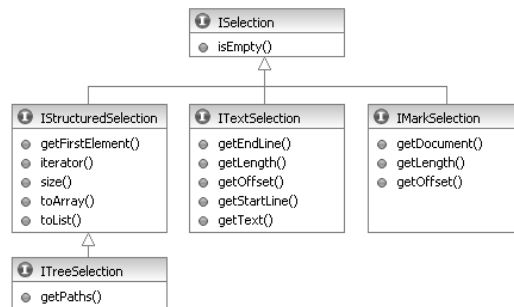 ISelection
isEmpty()
IStructuredSelection
getFirstElement()
iterator()
size()
toArray()
toList()
ITextSelection
getEndLine()
getLength()
getOffset()
getStartLine()
getText()
IMarkSelection
getDocument()
getLength()
getOffset()
ITreeSelection
getPaths()